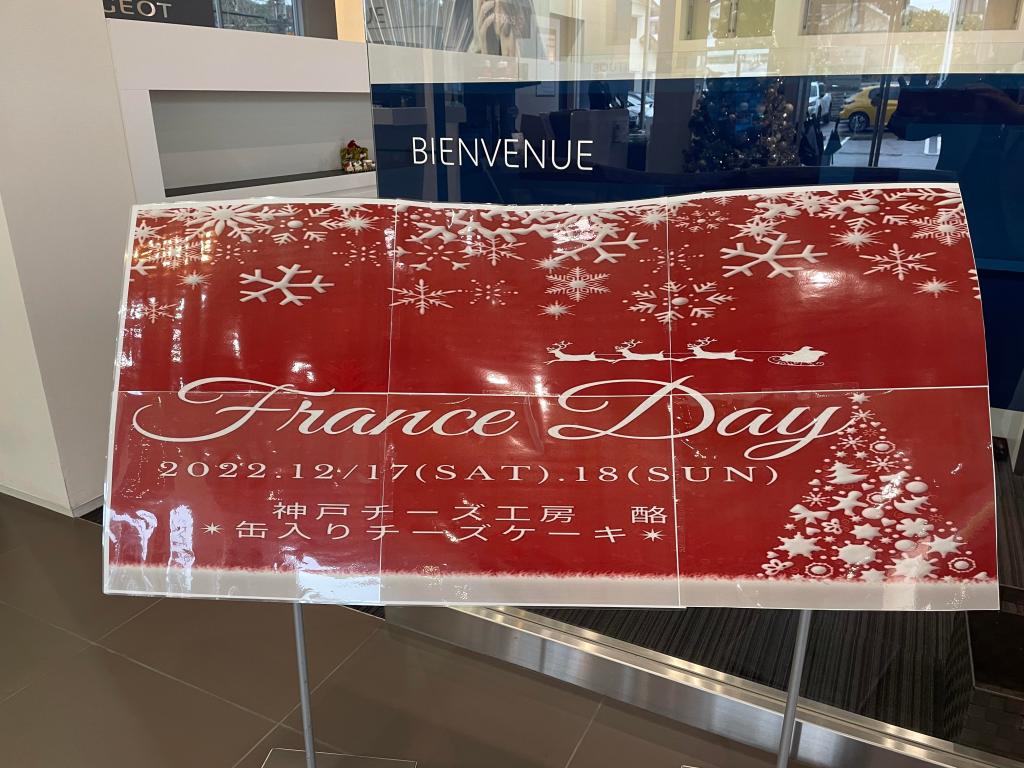 GEOT
UE
BIENVENUE
France Day
2022.12/17(SAT).18(SUN)
神戸チーズ工房 酪
＊缶入りチーズケーキ＊